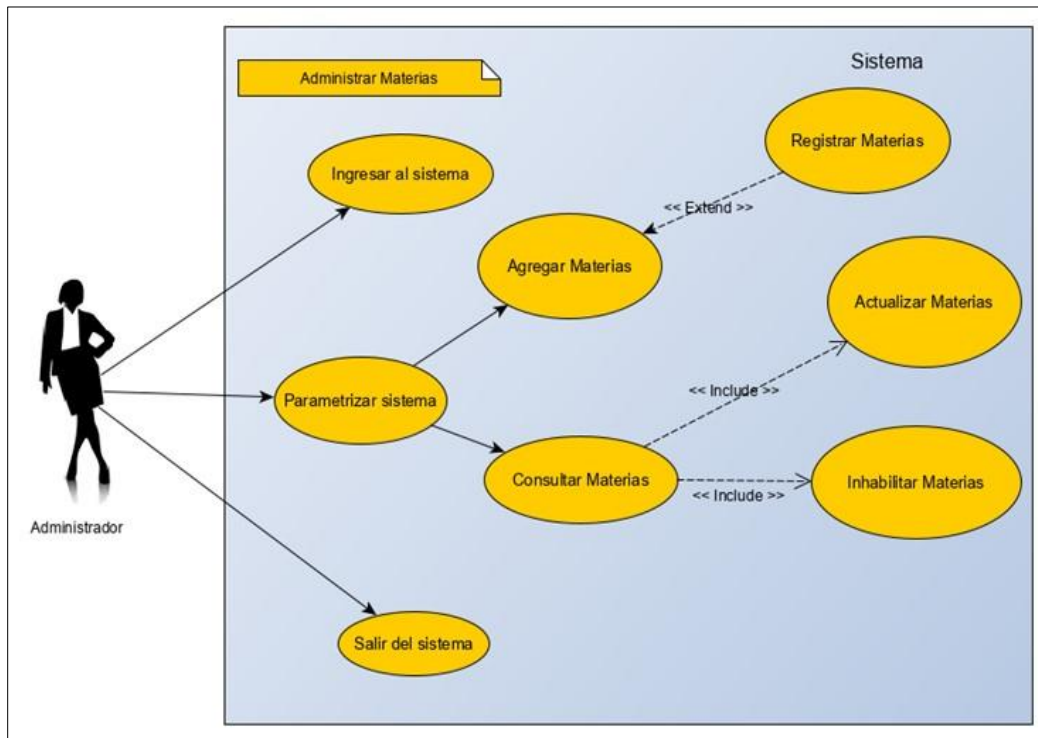 Sistema
Administrar Materias
Registrar Materias
Ingresar al sistema
<< Extend >>
Agregar Materias
Actualizar Materias
<< Include >>
Parametrizar sistema
Consultar Materias
Inhabilitar Materias
<< Include >>
Administrador
Salir del sistema